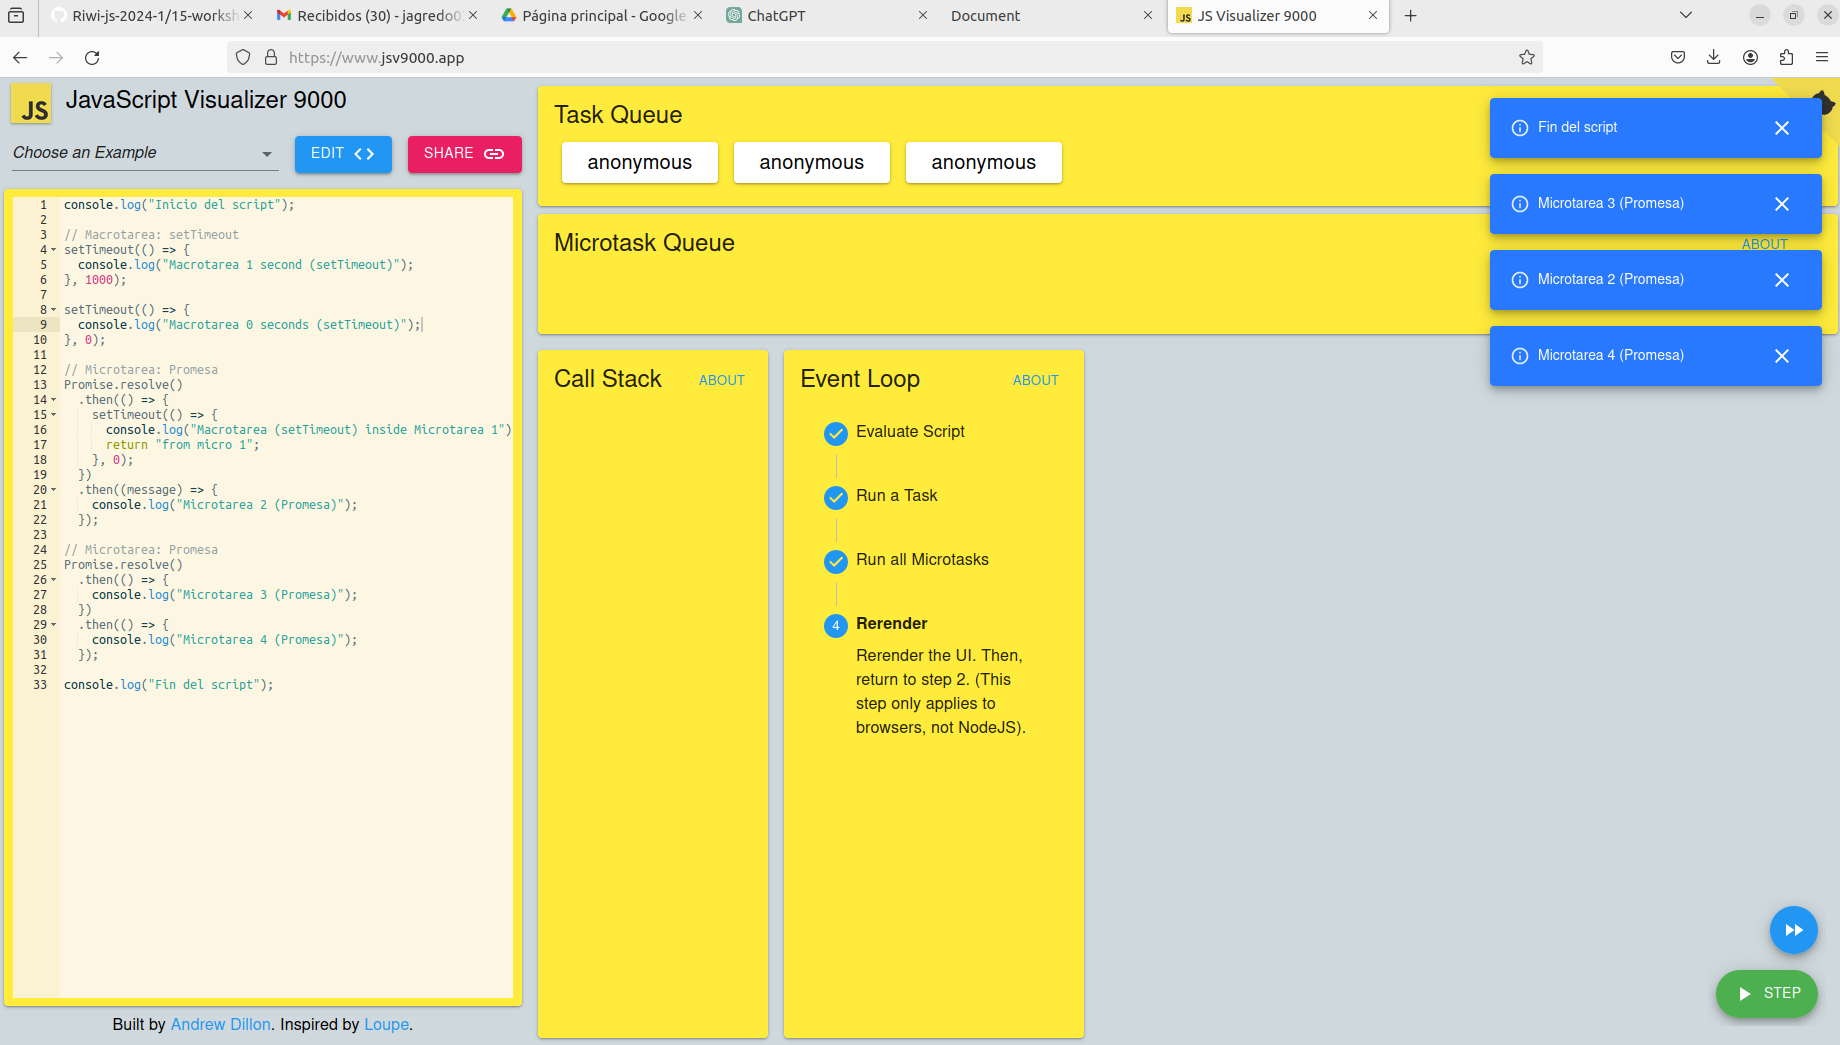 Riwi-js-2024-1/15-worksh
Recibidos (30) - jagredo0
Página principal - Google
ChatGPT
Document
JS Visualizer 9000
https://www.jsv9000.app
JS
JavaScript Visualizer 9000
Choose an Example
EDIT
SHARE
1 console.log("Inicio del script");
2
3 // Macrotarea: setTimeout
4 setTimeout(() => {
5 console.log("Macrotarea 1 second (setTimeout)");
6 }, 1000);
7
8 setTimeout(() => {
9 console.log("Macrotarea 0 seconds (setTimeout)");
10 }, 0);
11
12 // Microtarea: Promesa
13 Promise.resolve()
14 .then(() => {
15 setTimeout(() => {
16 console.log("Macrotarea (setTimeout) inside Microtarea 1")
17 return "from micro 1";
18 }, 0);
19 })
20 .then((message) => {
21 console.log("Microtarea 2 (Promesa)");
22 });
23
24 // Microtarea: Promesa
25 Promise.resolve()
26 .then(() => {
27 console.log("Microtarea 3 (Promesa)");
28 })
29 .then(() => {
30 console.log("Microtarea 4 (Promesa)");
31 });
32
33 console.log("Fin del script");
Built by Andrew Dillon. Inspired by Loupe.
Task Queue
anonymous
anonymous
anonymous
Microtask Queue
ABOUT
Fin del script
Microtarea 3 (Promesa)
Microtarea 2 (Promesa)
Microtarea 4 (Promesa)
Call Stack
ABOUT
Event Loop
ABOUT
Evaluate Script
Run a Task
Run all Microtasks
4 Rerender
Rerender the UI. Then,
return to step 2. (This
step only applies to
browsers, not NodeJS).
STEP